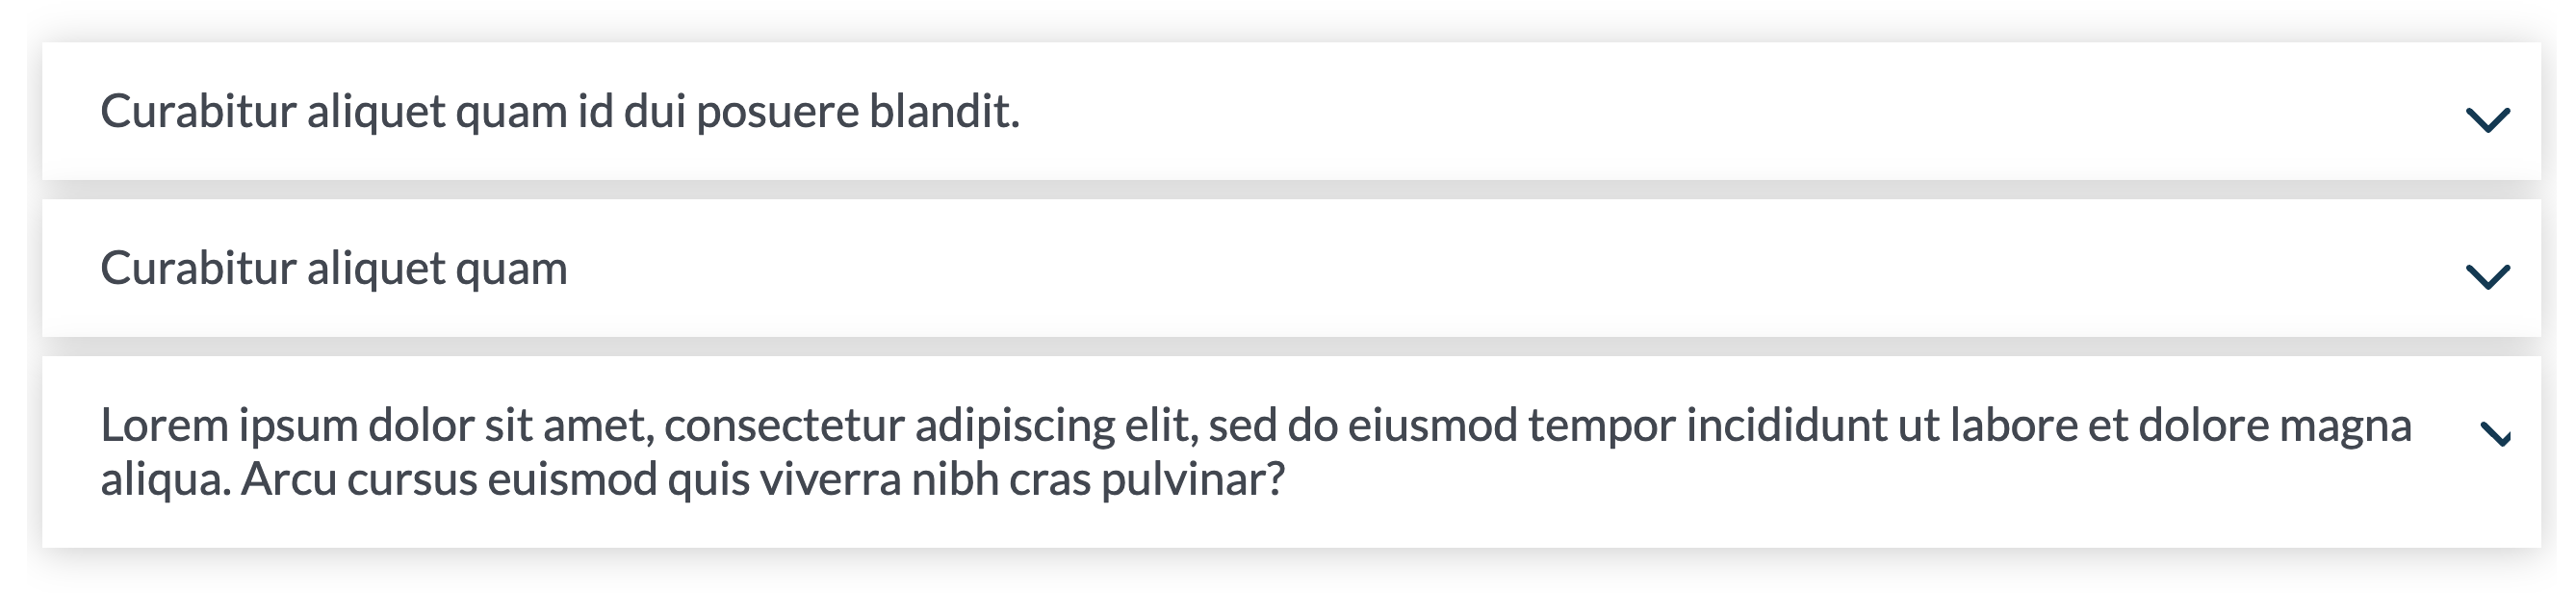 Curabitur aliquet quam id dui posuere blandit.
Curabitur aliquet quam
Lorem ipsum dolor sit amet, consectetur adipiscing elit, sed do eiusmod tempor incididunt ut labore et dolore magna
aliqua. Arcu cursus euismod quis viverra nibh cras pulvinar?